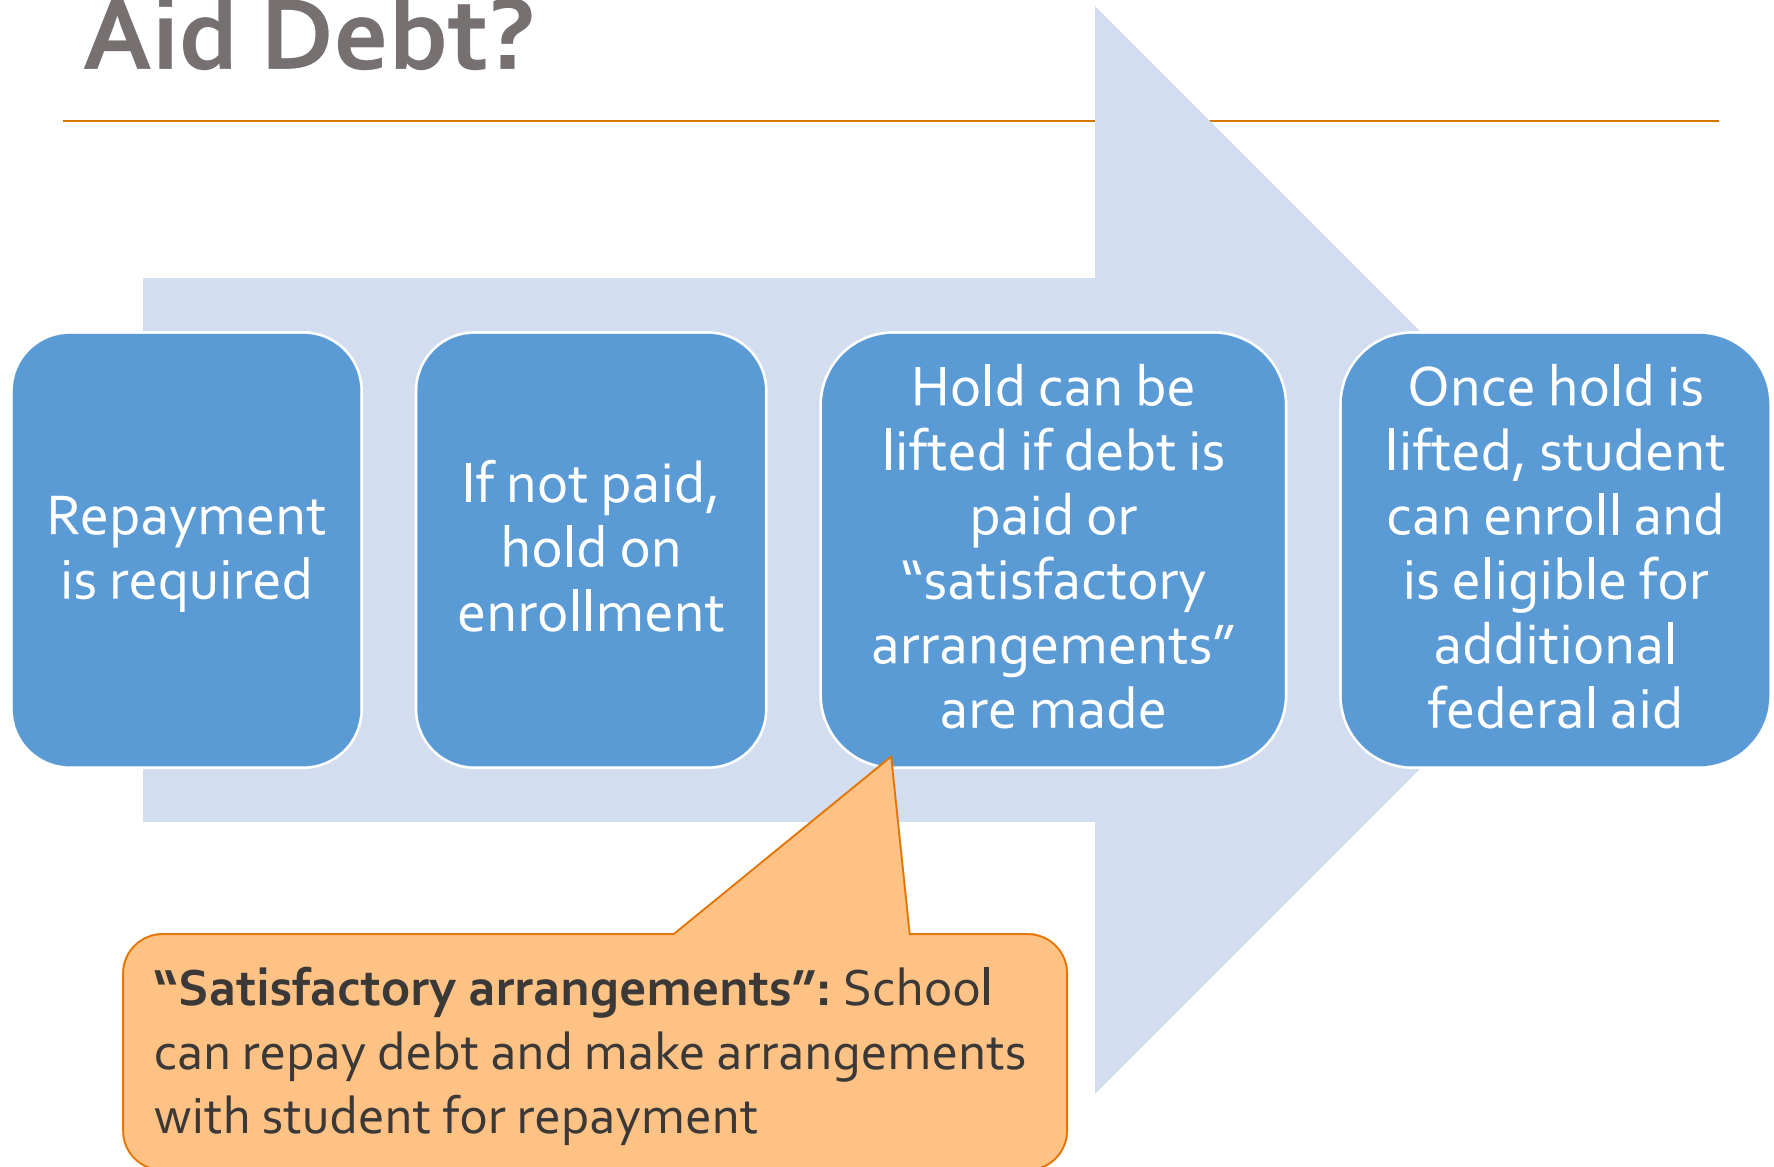 Aid Debt?
Repayment
is required
If not paid,
hold on
enrollment
Hold can be
lifted if debt is
paid or
“satisfactory
arrangements”
are made
Once hold is
lifted, student
can enroll and
is eligible for
additional
federal aid
“Satisfactory arrangements”: School
can repay debt and make arrangements
with student for repayment